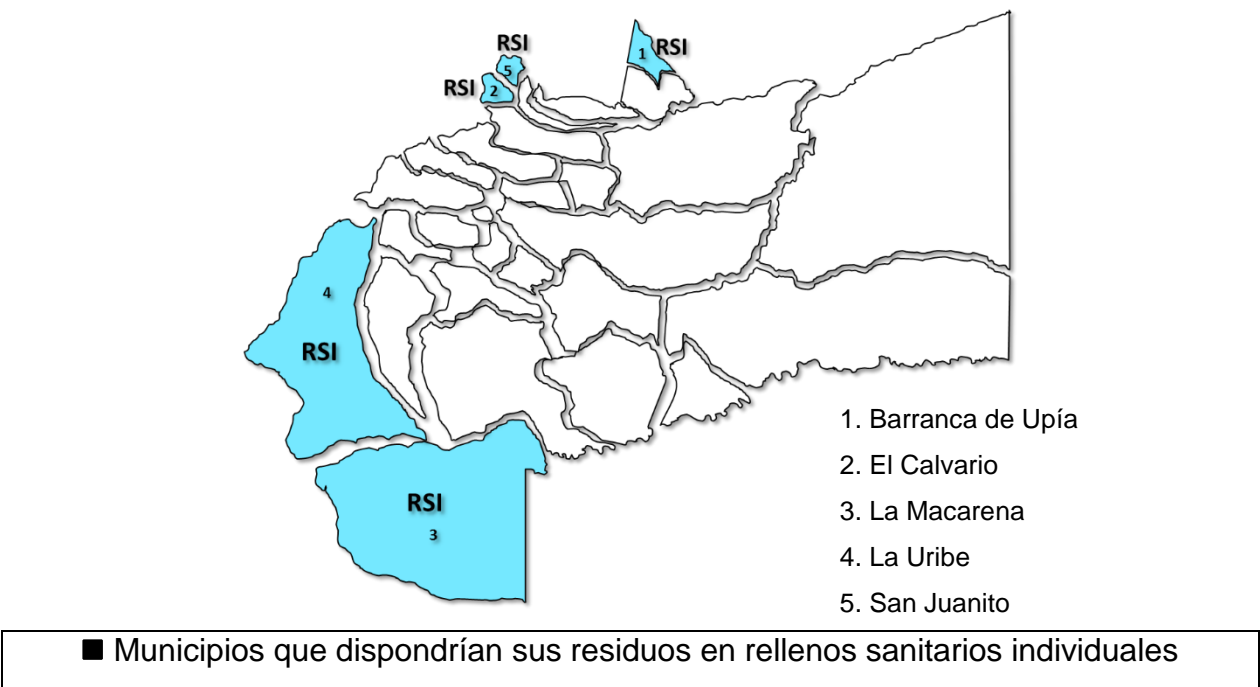 RSI
1 RSI
5
RSI 2
4
RSI
RSI
3
1. Barranca de Upía
2. El Calvario
3. La Macarena
4. La Uribe
5. San Juanito
■ Municipios que dispondrían sus residuos en rellenos sanitarios individuales